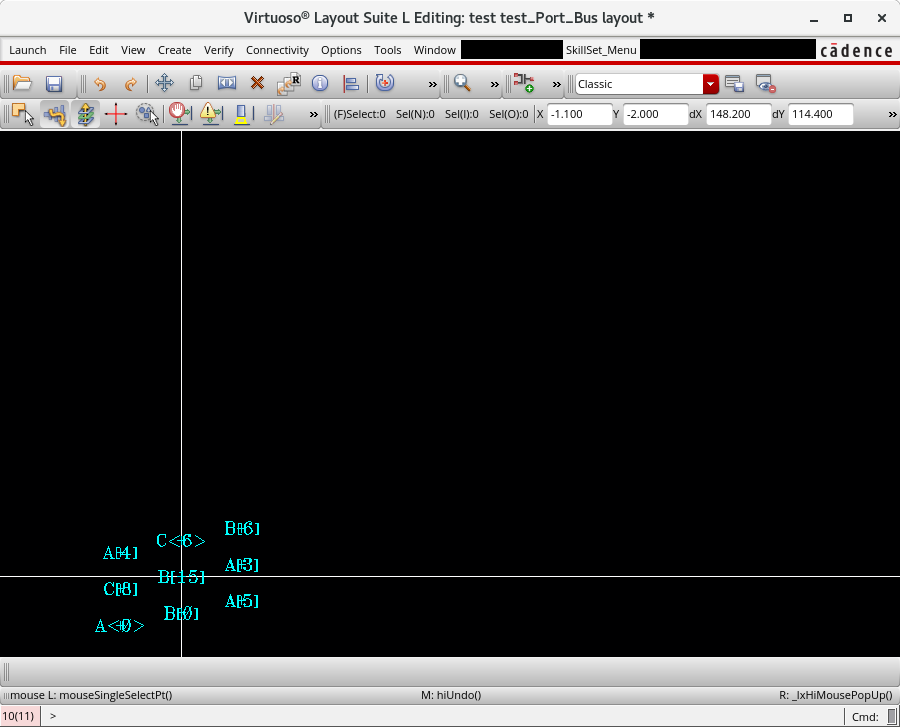 Virtuoso® Layout Suite L Editing: test test_Port_Bus layout *
Launch File Edit View Create Verify Connectivity Options Tools Window SkillSet_Menu cādence
R Classic
(F)Select:0 Sel(N):0 Sel(I):0 Sel(O):0 X -1.100 Y -2.000 dX 148.200 dY 114.400
B[6]
C<6>
A[4]
A[3]
B[15]
C[8]
A[5]
B[0]
A<0>
mouse L: mouseSingleSelectPt() M: hiUndo() R: _lxHiMousePopUp()
10(11) > Cmd: